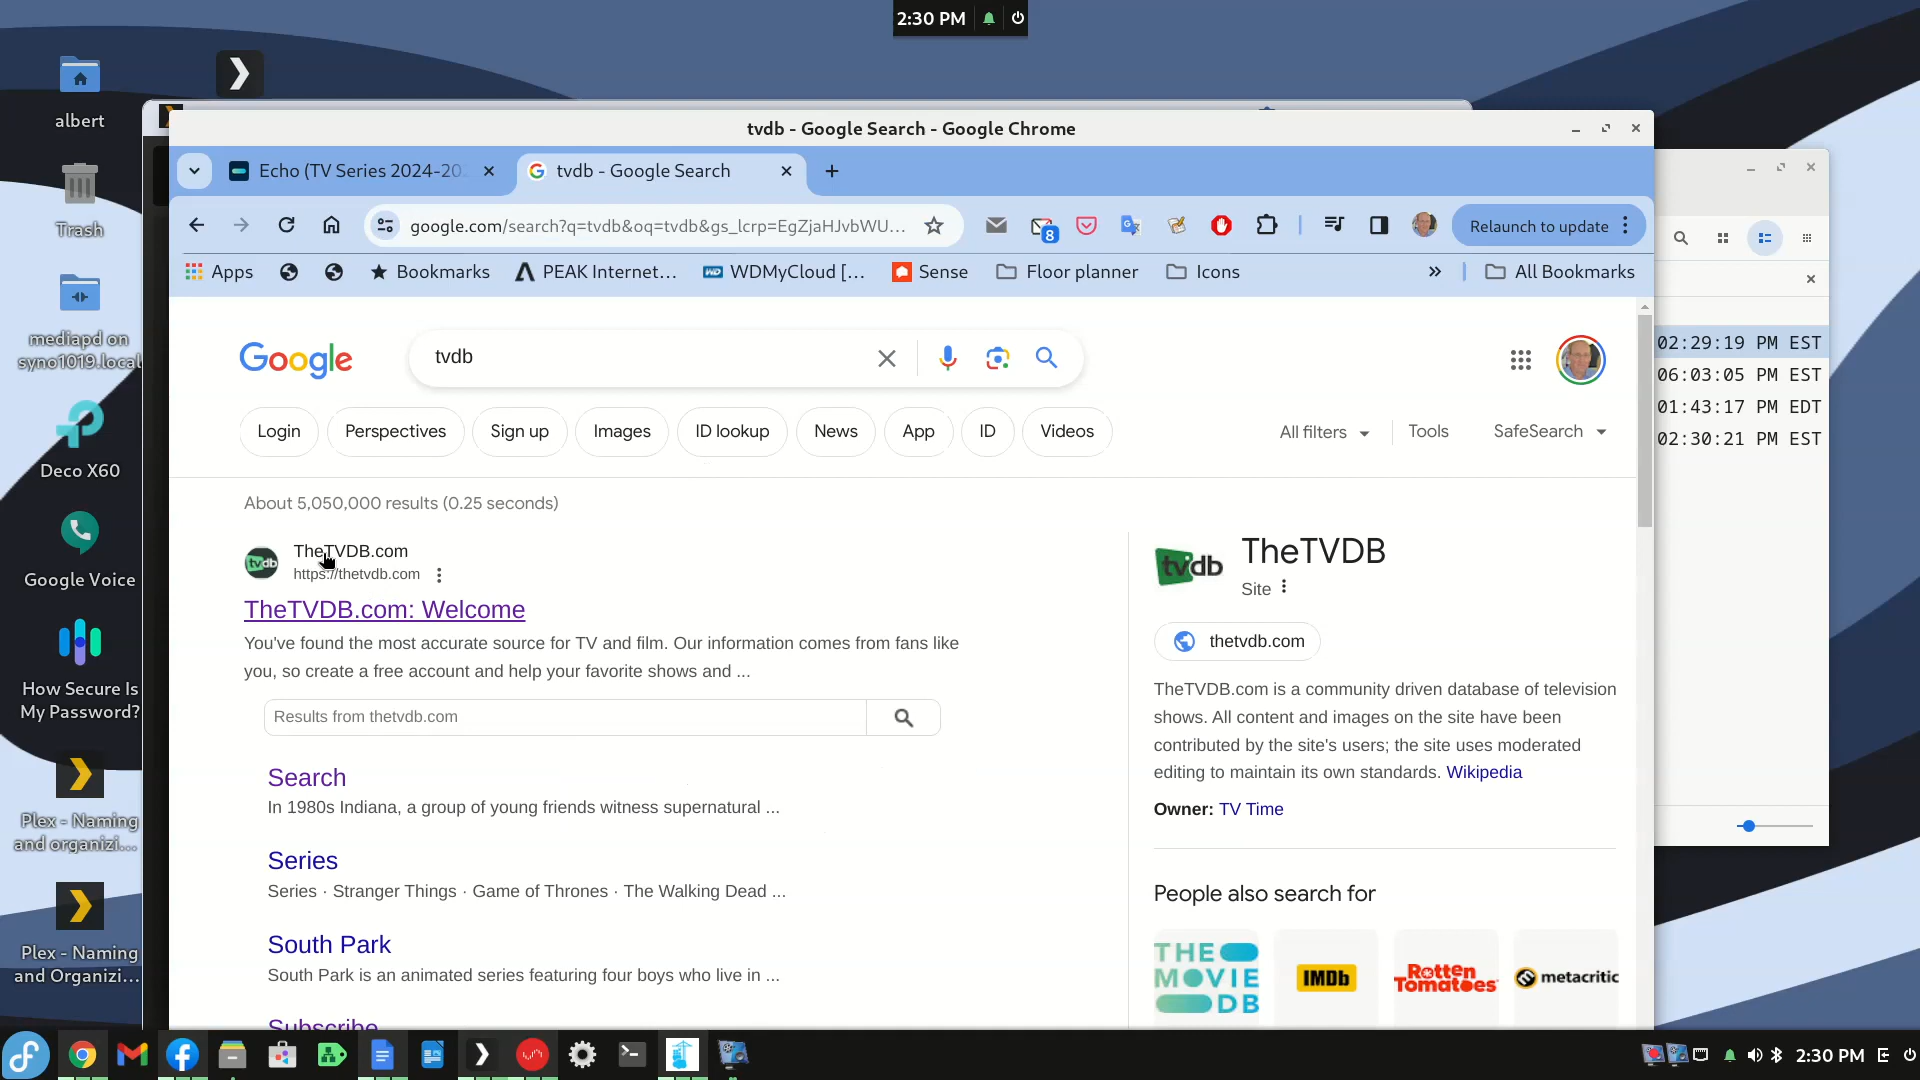 2:30 PM
albert
Trash
mediapd on
syno1019.local
Deco X60
Google Voice
How Secure Is
My Password?
Plex - Naming
and organizi...
Plex - Naming
and Organizi...
tvdb - Google Search - Google Chrome
Echo (TV Series 2024-20
tvdb - Google Search
google.com/search?q=tvdb&oq=tvdb&gs_lcrp=EgZjaHJvbWU...
8
Relaunch to update
Apps
Bookmarks
PEAK Internet...
WD WDMyCloud [...
Sense
Floor planner
Icons
»
All Bookmarks
Google
tvdb
Login
Perspectives
Sign up
Images
ID lookup
News
App
ID
Videos
All filters
Tools
SafeSearch
About 5,050,000 results (0.25 seconds)
tvdb
TheTVDB.com
https://thetvdb.com
TheTVDB.com: Welcome
You've found the most accurate source for TV and film. Our information comes from fans like
you, so create a free account and help your favorite shows and ...
Results from thetvdb.com
Search
In 1980s Indiana, a group of young friends witness supernatural ...
Series
Series · Stranger Things · Game of Thrones · The Walking Dead ...
South Park
South Park is an animated series featuring four boys who live in ...
Subscribe
tvdb
TheTVDB
Site
thetvdb.com
TheTVDB.com is a community driven database of television
shows. All content and images on the site have been
contributed by the site's users; the site uses moderated
editing to maintain its own standards. Wikipedia
Owner: TV Time
People also search for
THE
MOVIE
DB
IMDb
Rotten
Tomatoes
metacritic
02:29:19 PM EST
06:03:05 PM EST
01:43:17 PM EDT
02:30:21 PM EST
2:30 PM